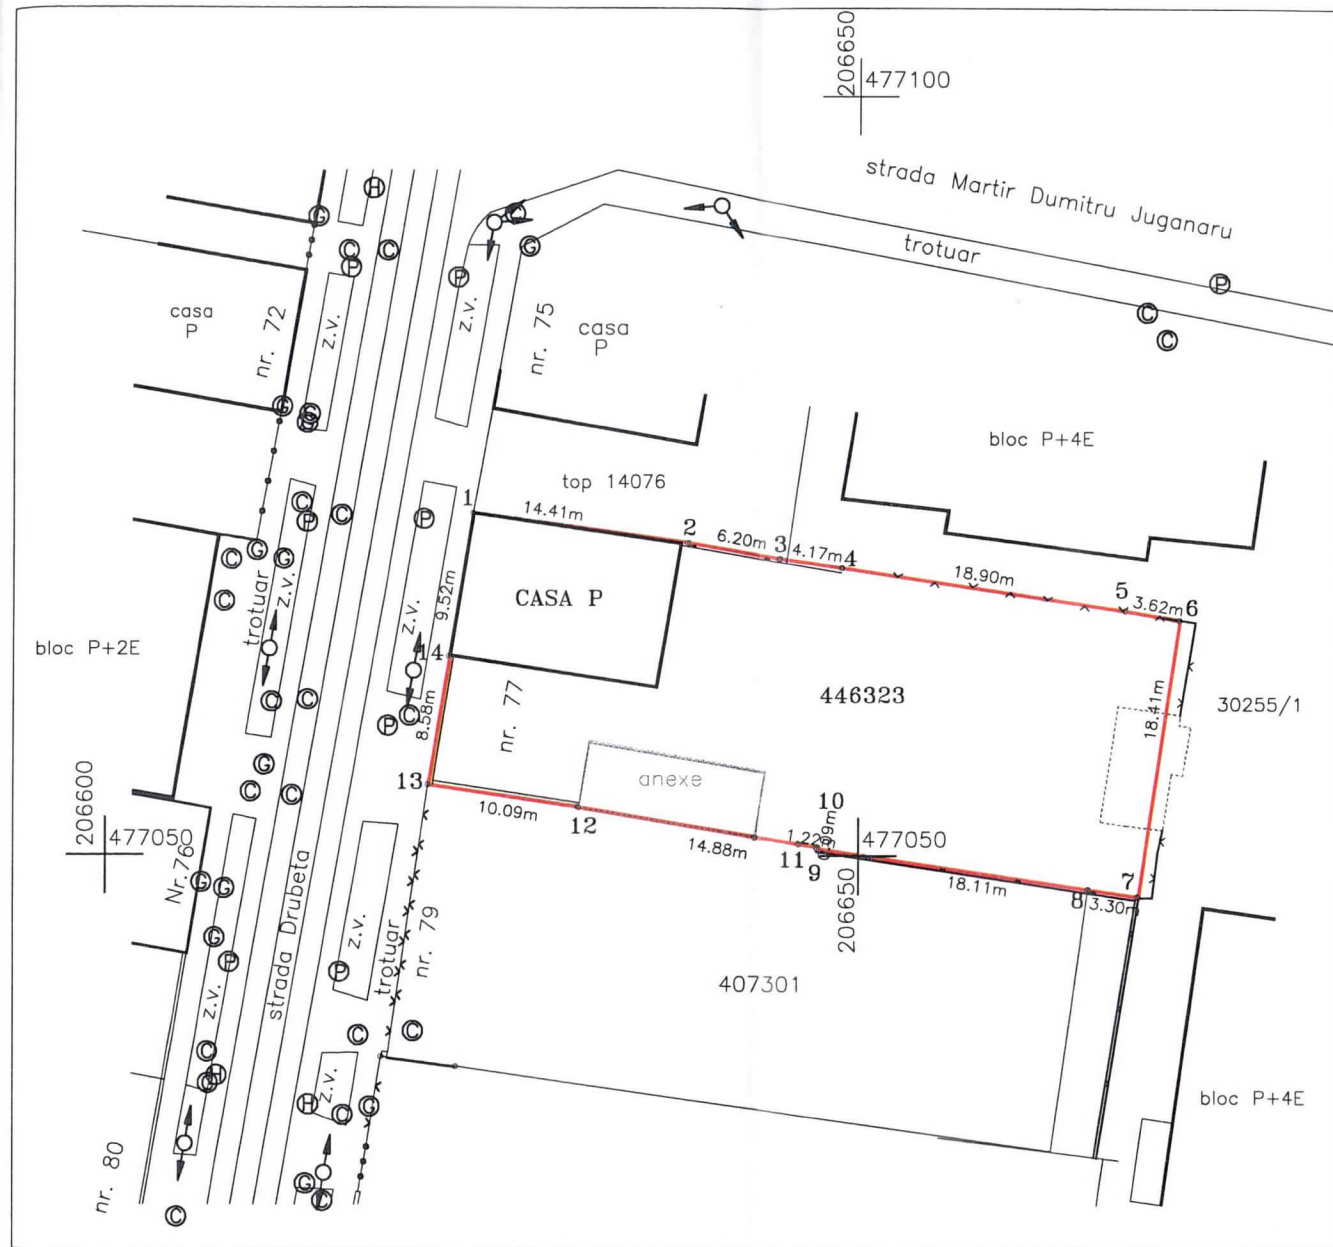 206650
477100
strada Martir Dumitru Juganaru
trotuar
H
G
C
C
P
G
G
P
P
C
C
casa
P
nr. 72
z.v.
z.v.
nr. 75
casa
P
bloc P+4E
G
C
top 14076
1
14.41m
2
6.20m
3
4.17m
4
18.90m
5
3.62m
6
C
P
C
P
C
G
G
C
trotuar
z.v.
9.52m
z.v.
CASA P
bloc P+2E
14
446323
18.41m
30255/1
C
C
P
C
8.58m
nr. 77
anexe
G
C
C
13
10.09m
12
14.88m
1.22m
11
10
9
206600
477050
477050
206650
18.11m
8
3.30m
7
Nr.76
G
C
G
P
z.v.
strada Drubeta
z.v.
P
trotuar
nr. 79
407301
C
C
C
C
H
H
C
G
z.v.
bloc P+4E
nr. 80
G
C
C